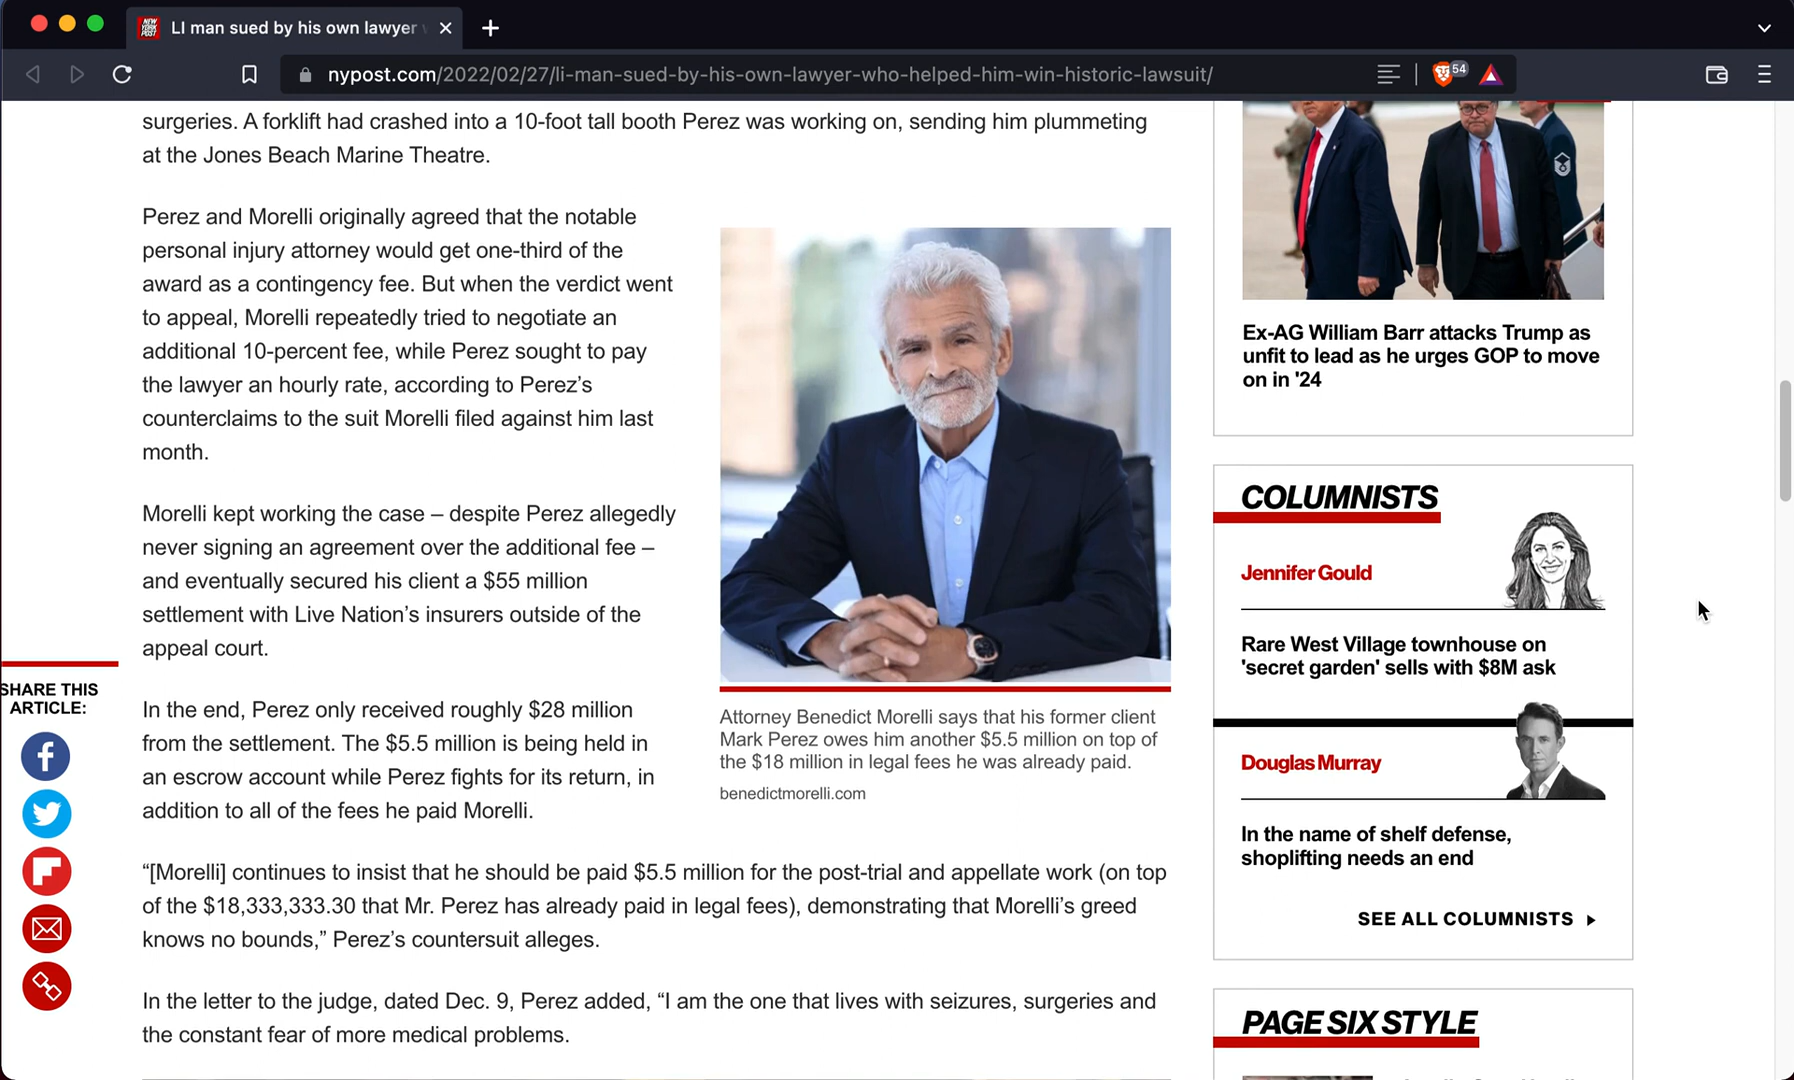 NEW
YORK
POST
LI man sued by his own lawyer
nypost.com/2022/02/27/li-man-sued-by-his-own-lawyer-who-helped-him-win-historic-lawsuit/
54
surgeries. A forklift had crashed into a 10-foot tall booth Perez was working on, sending him plummeting
at the Jones Beach Marine Theatre.
Perez and Morelli originally agreed that the notable
personal injury attorney would get one-third of the
award as a contingency fee. But when the verdict went
to appeal, Morelli repeatedly tried to negotiate an
additional 10-percent fee, while Perez sought to pay
the lawyer an hourly rate, according to Perez’s
counterclaims to the suit Morelli filed against him last
month.
Morelli kept working the case – despite Perez allegedly
never signing an agreement over the additional fee –
and eventually secured his client a $55 million
settlement with Live Nation’s insurers outside of the
appeal court.
In the end, Perez only received roughly $28 million
from the settlement. The $5.5 million is being held in
an escrow account while Perez fights for its return, in
addition to all of the fees he paid Morelli.
Attorney Benedict Morelli says that his former client
Mark Perez owes him another $5.5 million on top of
the $18 million in legal fees he was already paid.
benedictmorelli.com
“[Morelli] continues to insist that he should be paid $5.5 million for the post-trial and appellate work (on top
of the $18,333,333.30 that Mr. Perez has already paid in legal fees), demonstrating that Morelli’s greed
knows no bounds,” Perez’s countersuit alleges.
In the letter to the judge, dated Dec. 9, Perez added, “I am the one that lives with seizures, surgeries and
the constant fear of more medical problems.
SHARE THIS
ARTICLE:
Ex-AG William Barr attacks Trump as
unfit to lead as he urges GOP to move
on in '24
COLUMNISTS
Jennifer Gould
Rare West Village townhouse on
'secret garden' sells with $8M ask
Douglas Murray
In the name of shelf defense,
shoplifting needs an end
SEE ALL COLUMNISTS
PAGE SIX STYLE